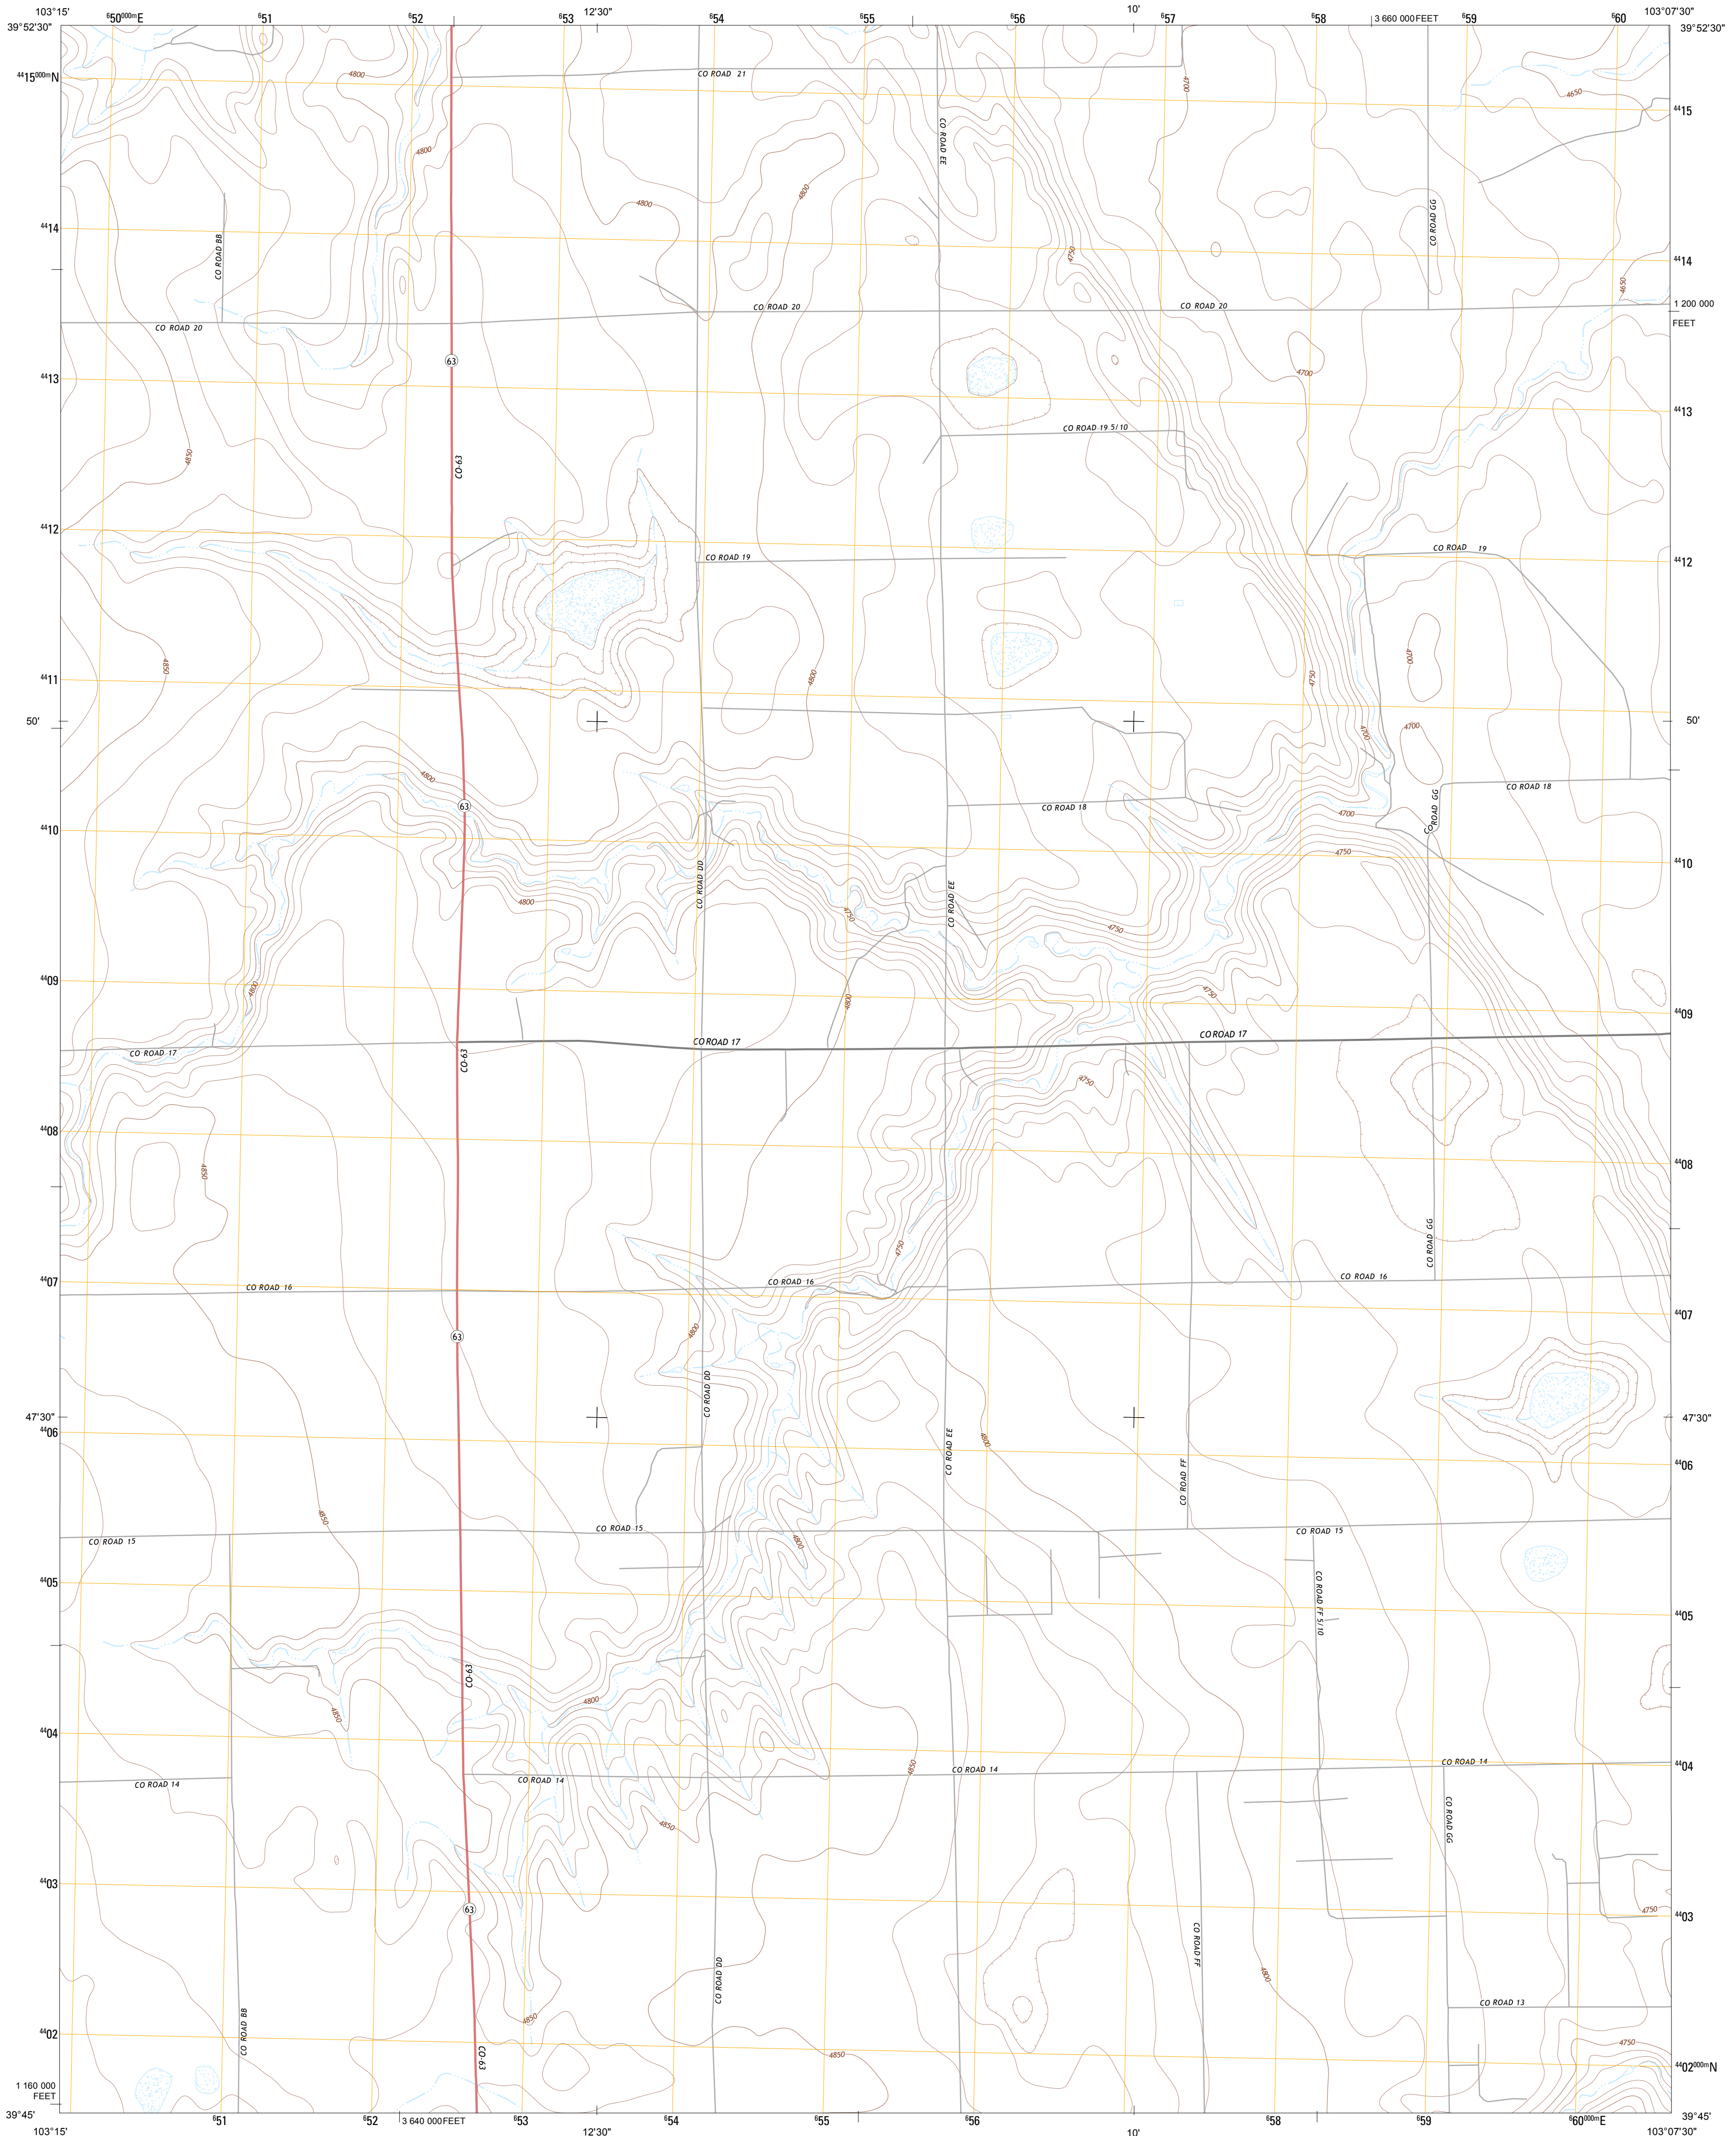 103°15' ⁶50⁰⁰⁰ᵐE ⁶51 ⁶52 ⁶53 12'30" ⁶54 ⁶55 ⁶56 10' ⁶57 ⁶58 3 660 000 FEET ⁶59 ⁶60 103°07'30"
39°52'30" 39°52'30"
4800 CO ROAD 21
⁴⁴15⁰⁰⁰ᵐN 4700 4650 ⁴⁴15
CO ROAD EE
4800
4800
4800 CO ROAD GG
⁴⁴14
CO ROAD BB 4750 ⁴⁴14
4650
CO ROAD 20 CO ROAD 20 1 200 000
FEET
CO ROAD 20
63
4700
⁴⁴13
⁴⁴13
CO ROAD 19.5/10
4850 CO-63
⁴⁴12
CO ROAD 19 CO ROAD 19 ⁴⁴12
4850 4800 4700 4750
⁴⁴11 ⁴⁴11
50' 4700 4700 50'
4800
63 CO ROAD 18 CO ROAD GG CO ROAD 18
4700
⁴⁴10
4750 ⁴⁴10
CO ROAD DD CO ROAD EE
4800 4750 4750
⁴⁴09 4800 4800 4750
⁴⁴09
CO ROAD 17 CO-63 CO ROAD 17 CO ROAD 17
4750
⁴⁴08
4850 ⁴⁴08
4750 CO ROAD GG
⁴⁴07
CO ROAD 16 CO ROAD 16 CO ROAD 16
4800 ⁴⁴07
63
CO ROAD DD
47'30" 47'30"
⁴⁴06 CO ROAD EE 4800
CO ROAD FF ⁴⁴06
4850
CO ROAD 15 CO ROAD 15 CO ROAD 15
4800
⁴⁴05
CO ROAD FF 5/10 ⁴⁴05
CO-63
4850 4800
⁴⁴04
CO ROAD 14 CO ROAD 14 4850 CO ROAD 14 CO ROAD 14 ⁴⁴04
4850 CO ROAD GG
⁴⁴03
63 4750 ⁴⁴03
CO ROAD FF
CO ROAD DD 4800
CO ROAD 13
CO ROAD BB 4850
⁴⁴02 CO-63 4850 4750
⁴⁴02⁰⁰⁰ᵐN
1 160 000
FEET
39°45' 39°45'
⁶51 ⁶52 3 640 000 FEET ⁶53 ⁶54 ⁶55 ⁶56 ⁶58 ⁶59 ⁶60⁰⁰⁰ᵐE
103°15' 12'30" 10' 103°07'30"